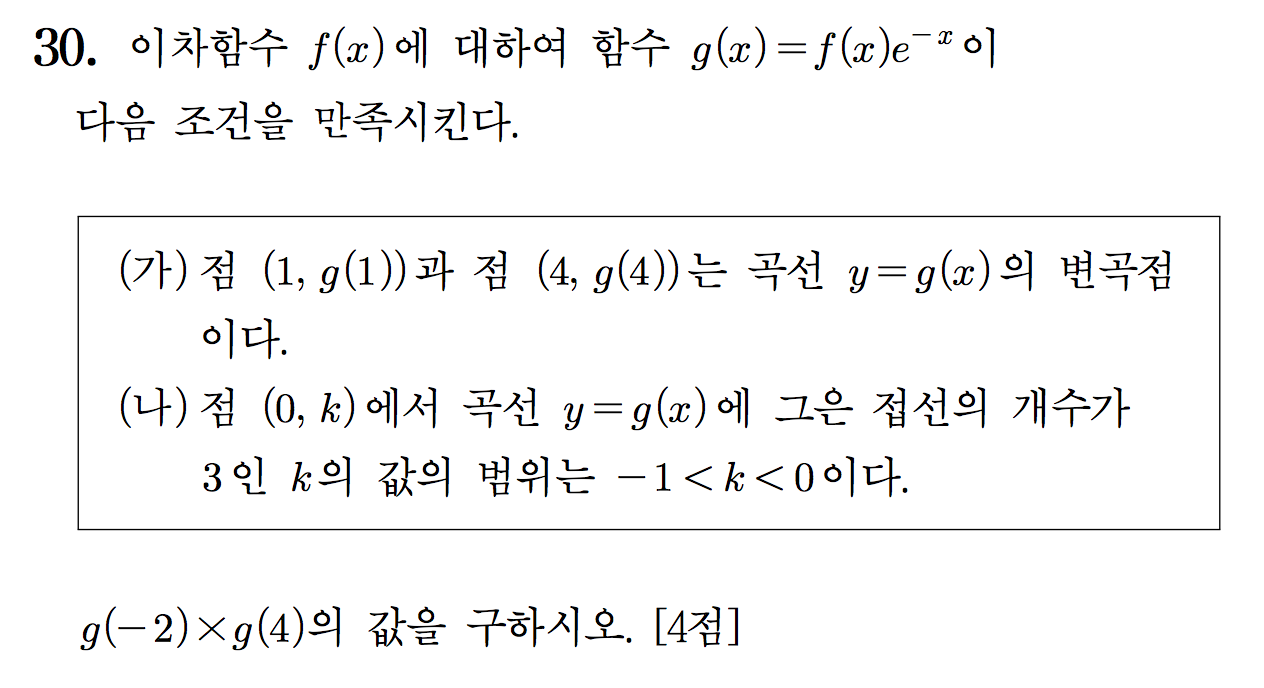 30. 이차함수 f(x)에 대하여 함수 g(x)=f(x)e⁻ˣ이
다음 조건을 만족시킨다.
(가) 점 (1, g(1))과 점 (4, g(4))는 곡선 y=g(x)의 변곡점
이다.
(나) 점 (0, k)에서 곡선 y=g(x)에 그은 접선의 개수가
3인 k의 값의 범위는 −1<k<0이다.
g(−2)×g(4)의 값을 구하시오. [4점]